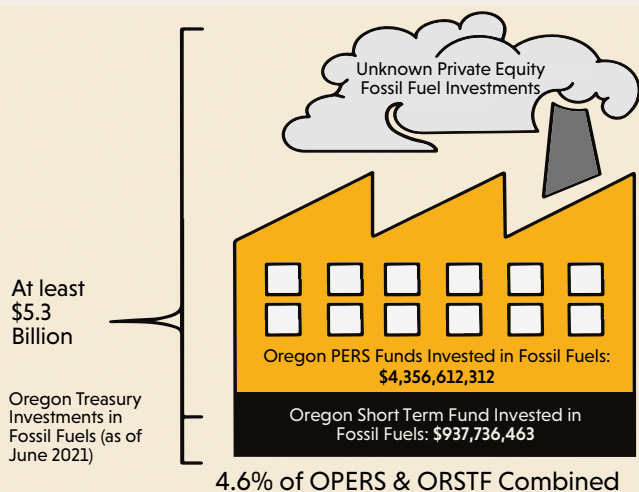 Unknown Private Equity
Fossil Fuel Investments
At least
$5.3
Billion
Oregon PERS Funds Invested in Fossil Fuels:
$4,356,612,312
Oregon Treasury
Investments in
Fossil Fuels (as of
June 2021)
Oregon Short Term Fund Invested in
Fossil Fuels: $937,736,463
4.6% of OPERS & ORSTF Combined